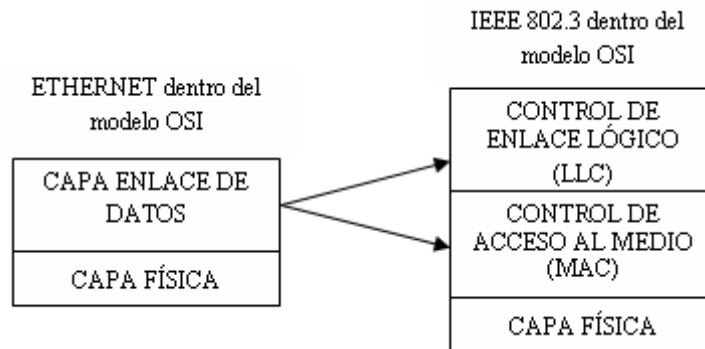 ETHERNET dentro del
modelo OSI
CAPA ENLACE DE
DATOS
CAPA FÍSICA
IEEE 802.3 dentro del
modelo OSI
CONTROL DE
ENLACE LÓGICO
(LLC)
CONTROL DE
ACCESO AL MEDIO
(MAC)
CAPA FÍSICA